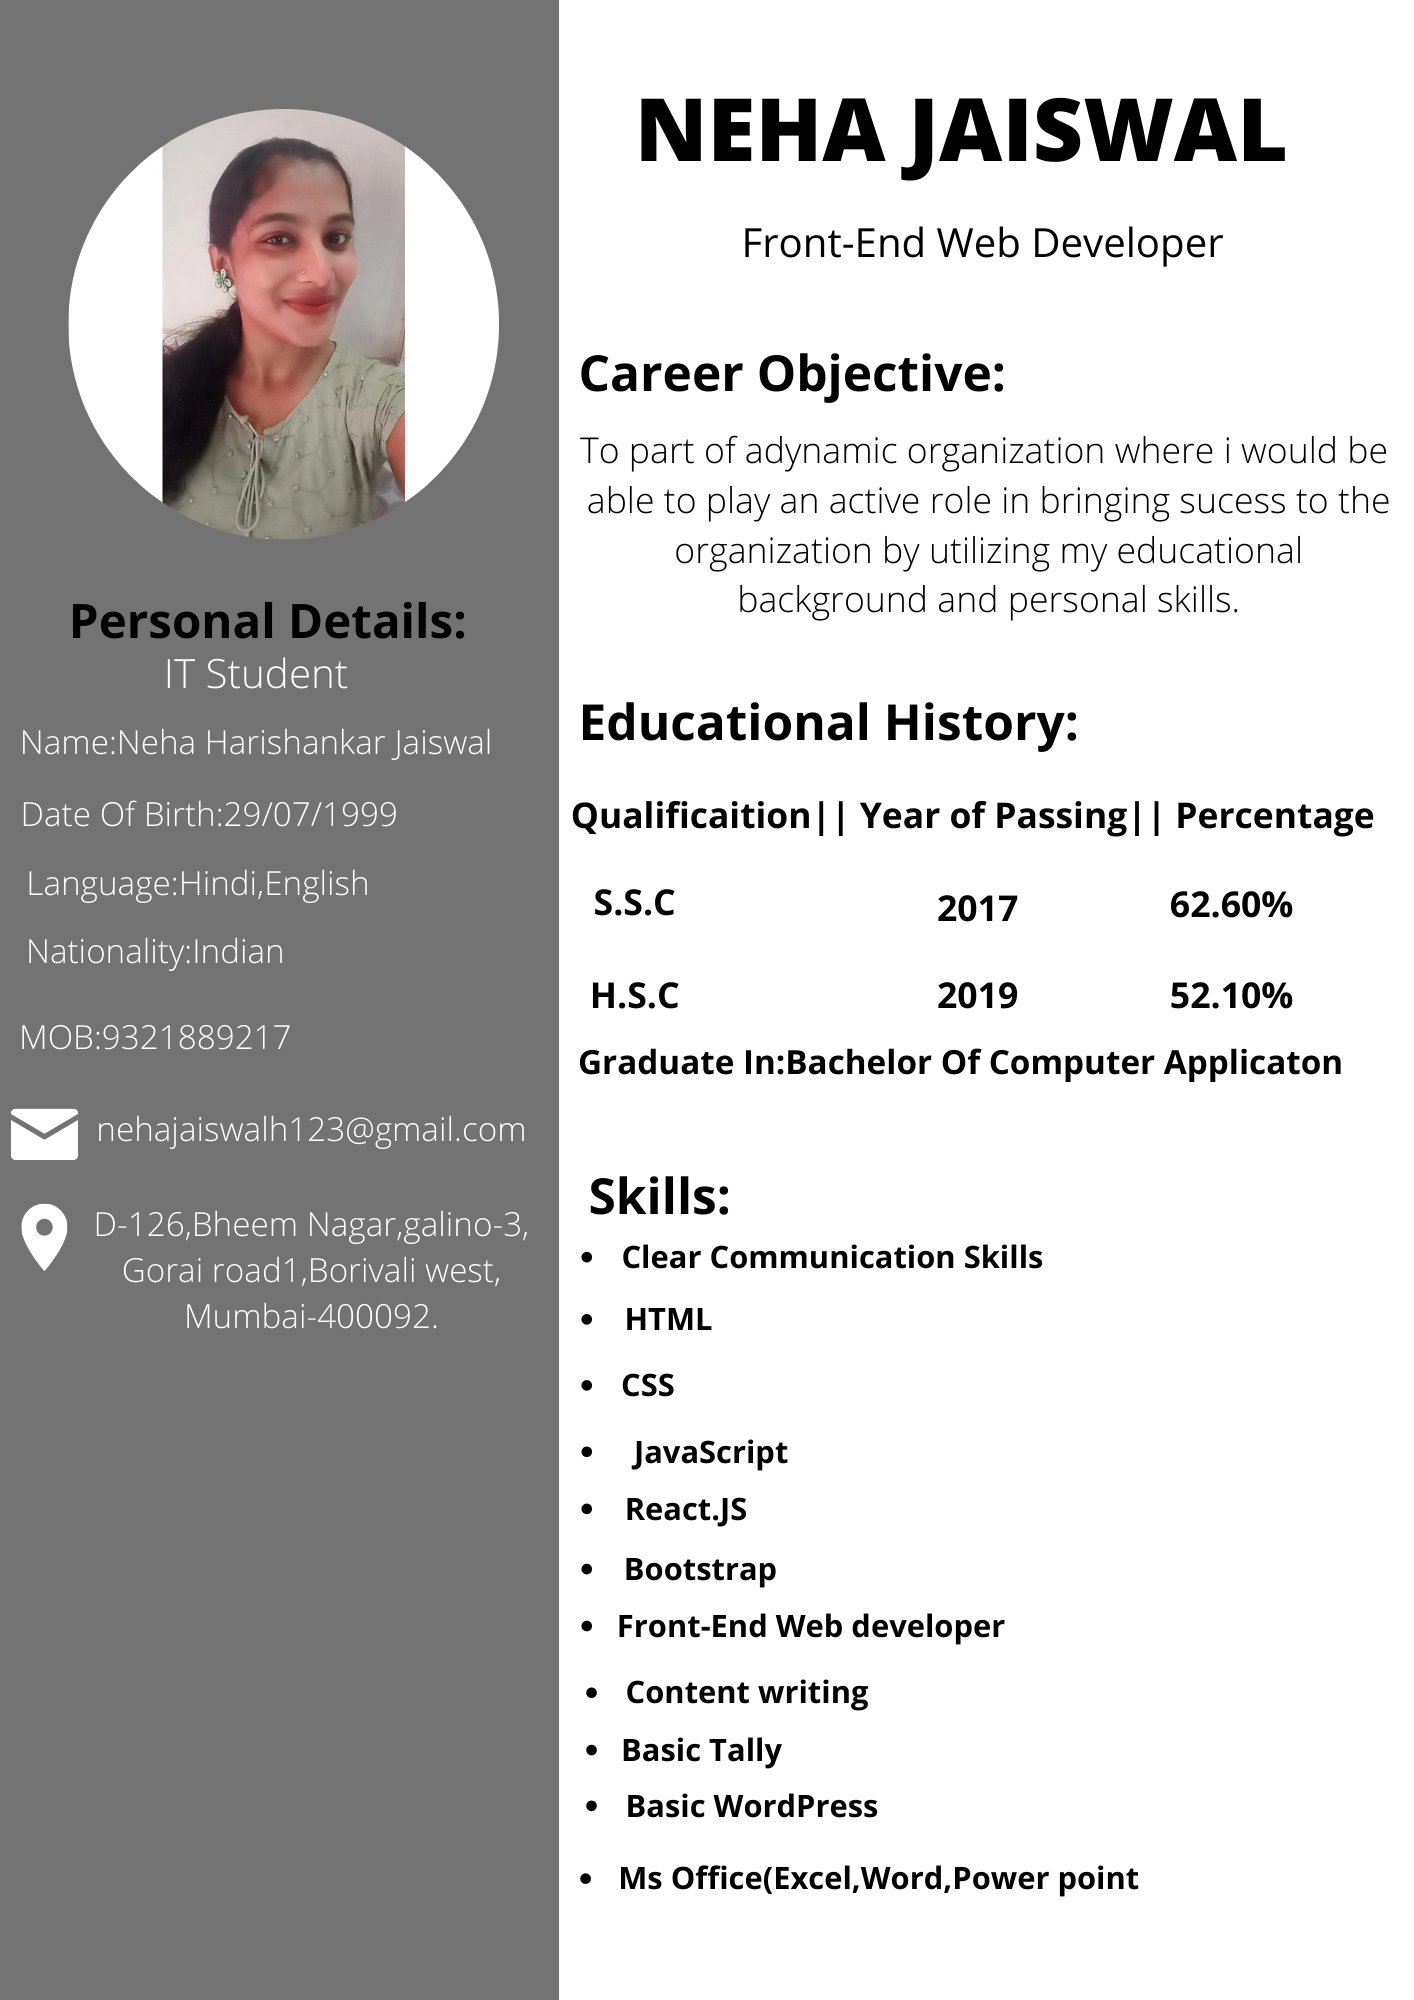 NEHA JAISWAL
Front-End Web Developer
Personal Details:
IT Student
Name:Neha Harishankar Jaiswal
Date Of Birth:29/07/1999
Language:Hindi,English
Nationality:Indian
MOB:9321889217
nehajaiswalh123@gmail.com
D-126,Bheem Nagar,galino-3,
Gorai road1,Borivali west,
Mumbai-400092.
Career Objective:
To part of adynamic organization where i would be
able to play an active role in bringing sucess to the
organization by utilizing my educational
background and personal skills.
Educational History:
Qualificaition|| Year of Passing|| Percentage
S.S.C 2017 62.60%
H.S.C 2019 52.10%
Graduate In:Bachelor Of Computer Applicaton
Skills:
• Clear Communication Skills
• HTML
• CSS
• JavaScript
• React.JS
• Bootstrap
• Front-End Web developer
• Content writing
• Basic Tally
• Basic WordPress
• Ms Office(Excel,Word,Power point